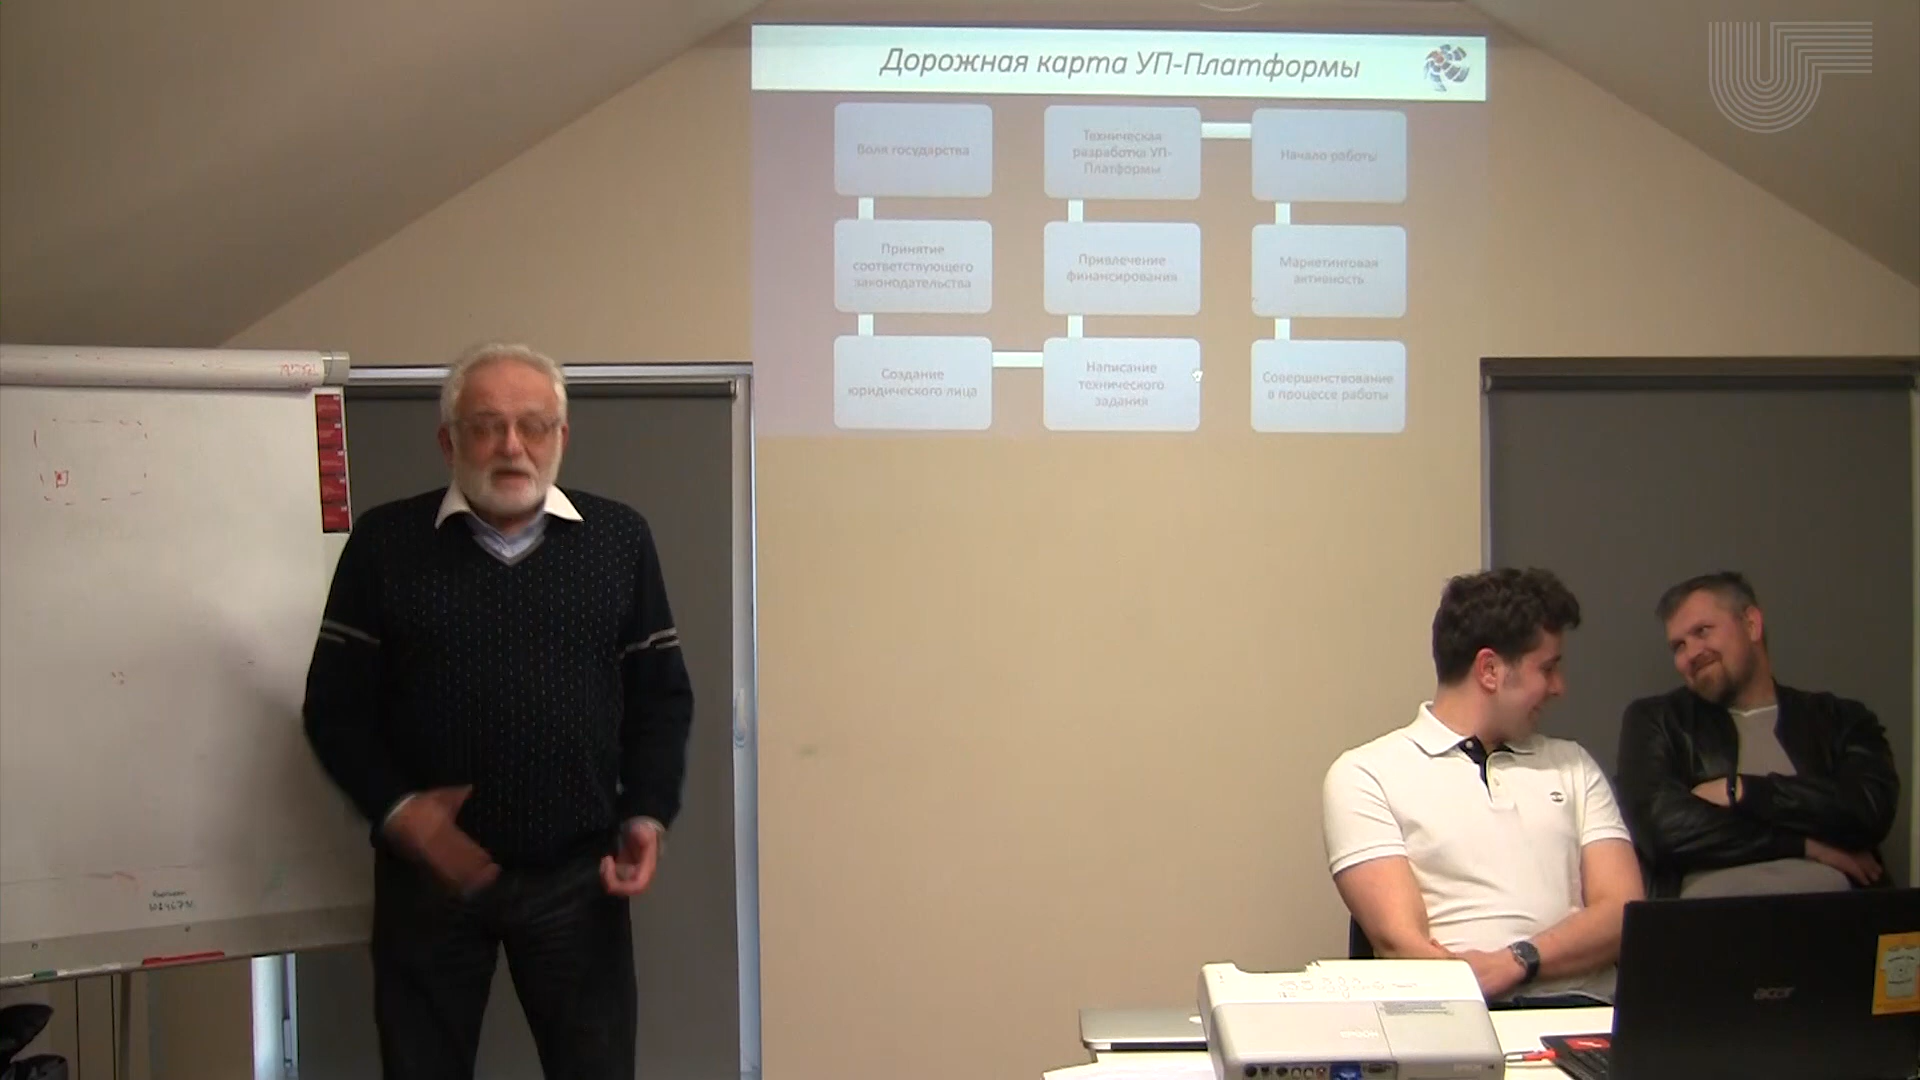 Дорожная карта УП-Платформы
Воля государства
Принятие
соответствующего
законодательства
Создание
юридического лица
Техническая
разработка УП-
Платформы
Привлечение
финансирования
Написание
технического
задания
Начало работы
Маркетинговая
активность
Совершенствование
в процессе работы
EPSON
acer